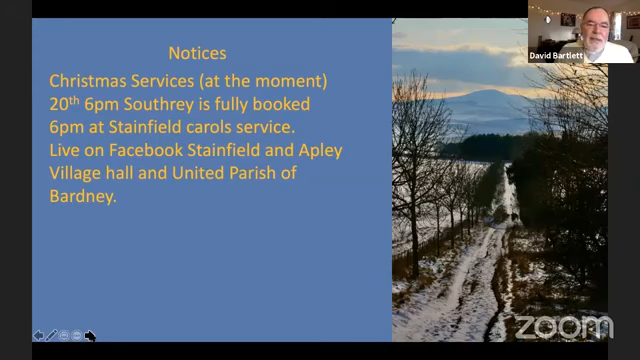 Notices
Christmas Services (at the moment)
20th 6pm Southrey is fully booked
6pm at Stainfield carols service.
Live on Facebook Stainfield and Apley
Village hall and United Parish of
Bardney.
David Bartlett
zoom